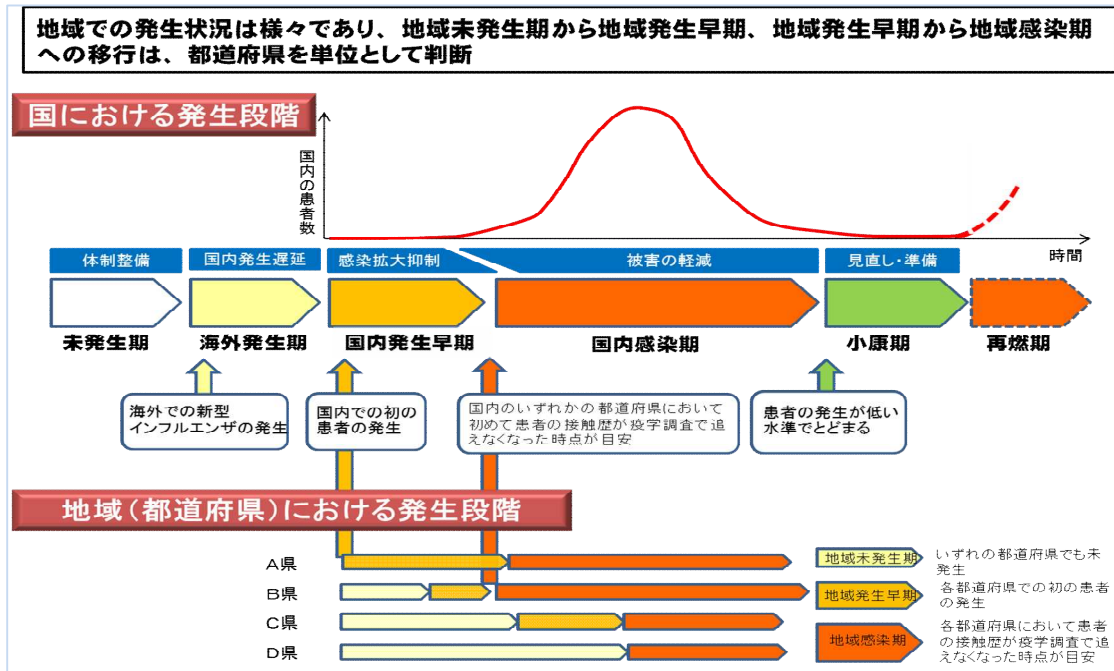 地域での発生状況は様々であり、地域未発生期から地域発生早期、地域発生早期から地域感染期
への移行は、都道府県を単位として判断
国における発生段階
国内の患者数
時間
体制整備
国内発生遅延
感染拡大抑制
被害の軽減
見直し・準備
未発生期
海外発生期
国内発生早期
国内感染期
小康期
再燃期
海外での新型
インフルエンザの発生
国内での初の
患者の発生
国内のいずれかの都道府県において
初めて患者の接触歴が疫学調査で追
えなくなった時点が目安
患者の発生が低い
水準でとどまる
地域(都道府県)における発生段階
A県
B県
C県
D県
地域未発生期
いずれの都道府県でも未
発生
地域発生早期
各都道府県での初の患者
の発生
地域感染期
各都道府県において患者
の接触歴が疫学調査で追
えなくなった時点が目安